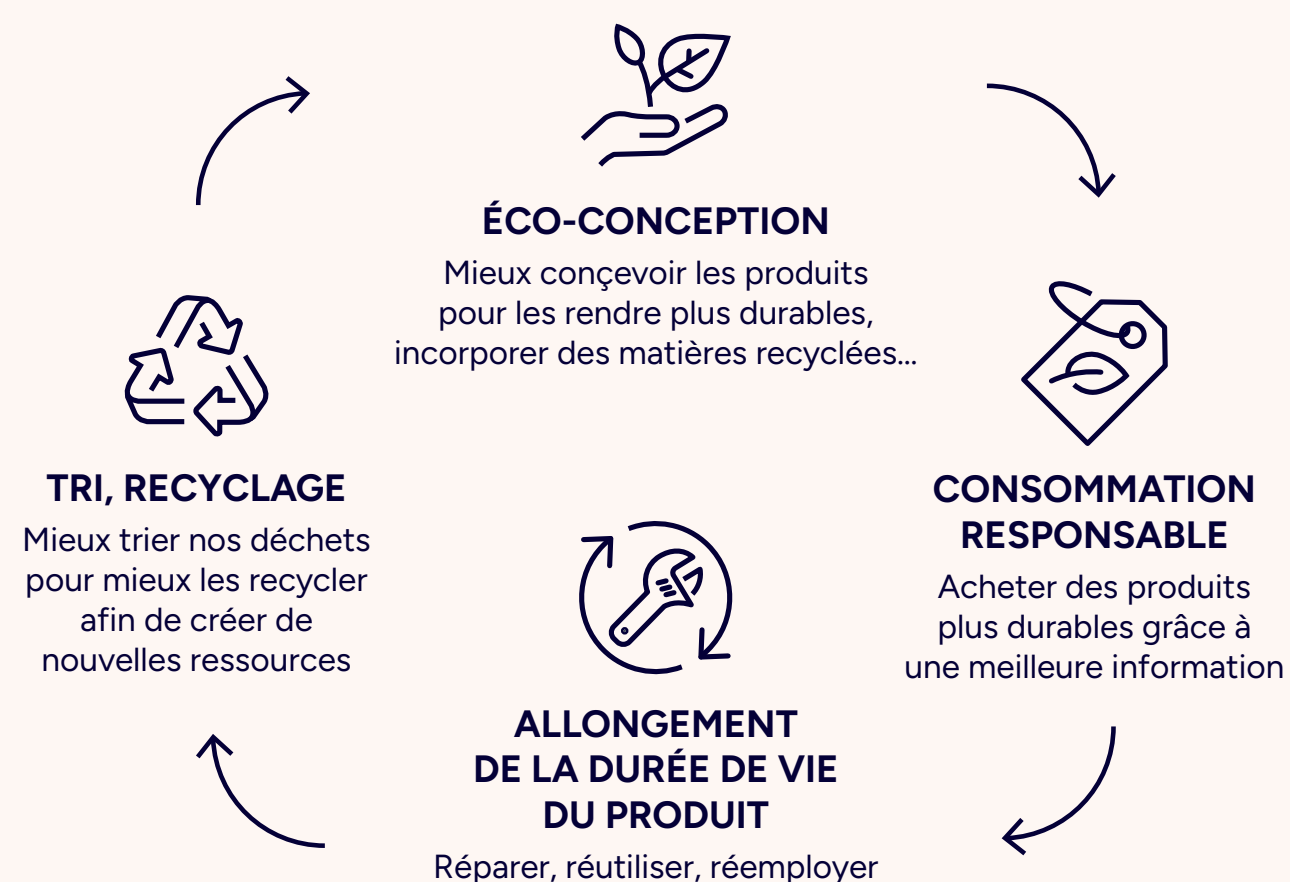 ÉCO-CONCEPTION
Mieux conçevoir les produits
pour les rendre plus durables,
incorporer des matières recyclées...
CONSOMMATION
RESPONSABLE
Acheter des produits
plus durables grâce à
une meilleure information
ALLONGEMENT
DE LA DURÉE DE VIE
DU PRODUIT
Réparer, réutiliser, réemployer
TRI, RECYCLAGE
Mieux trier nos déchets
pour mieux les recycler
afin de créer de
nouvelles ressources